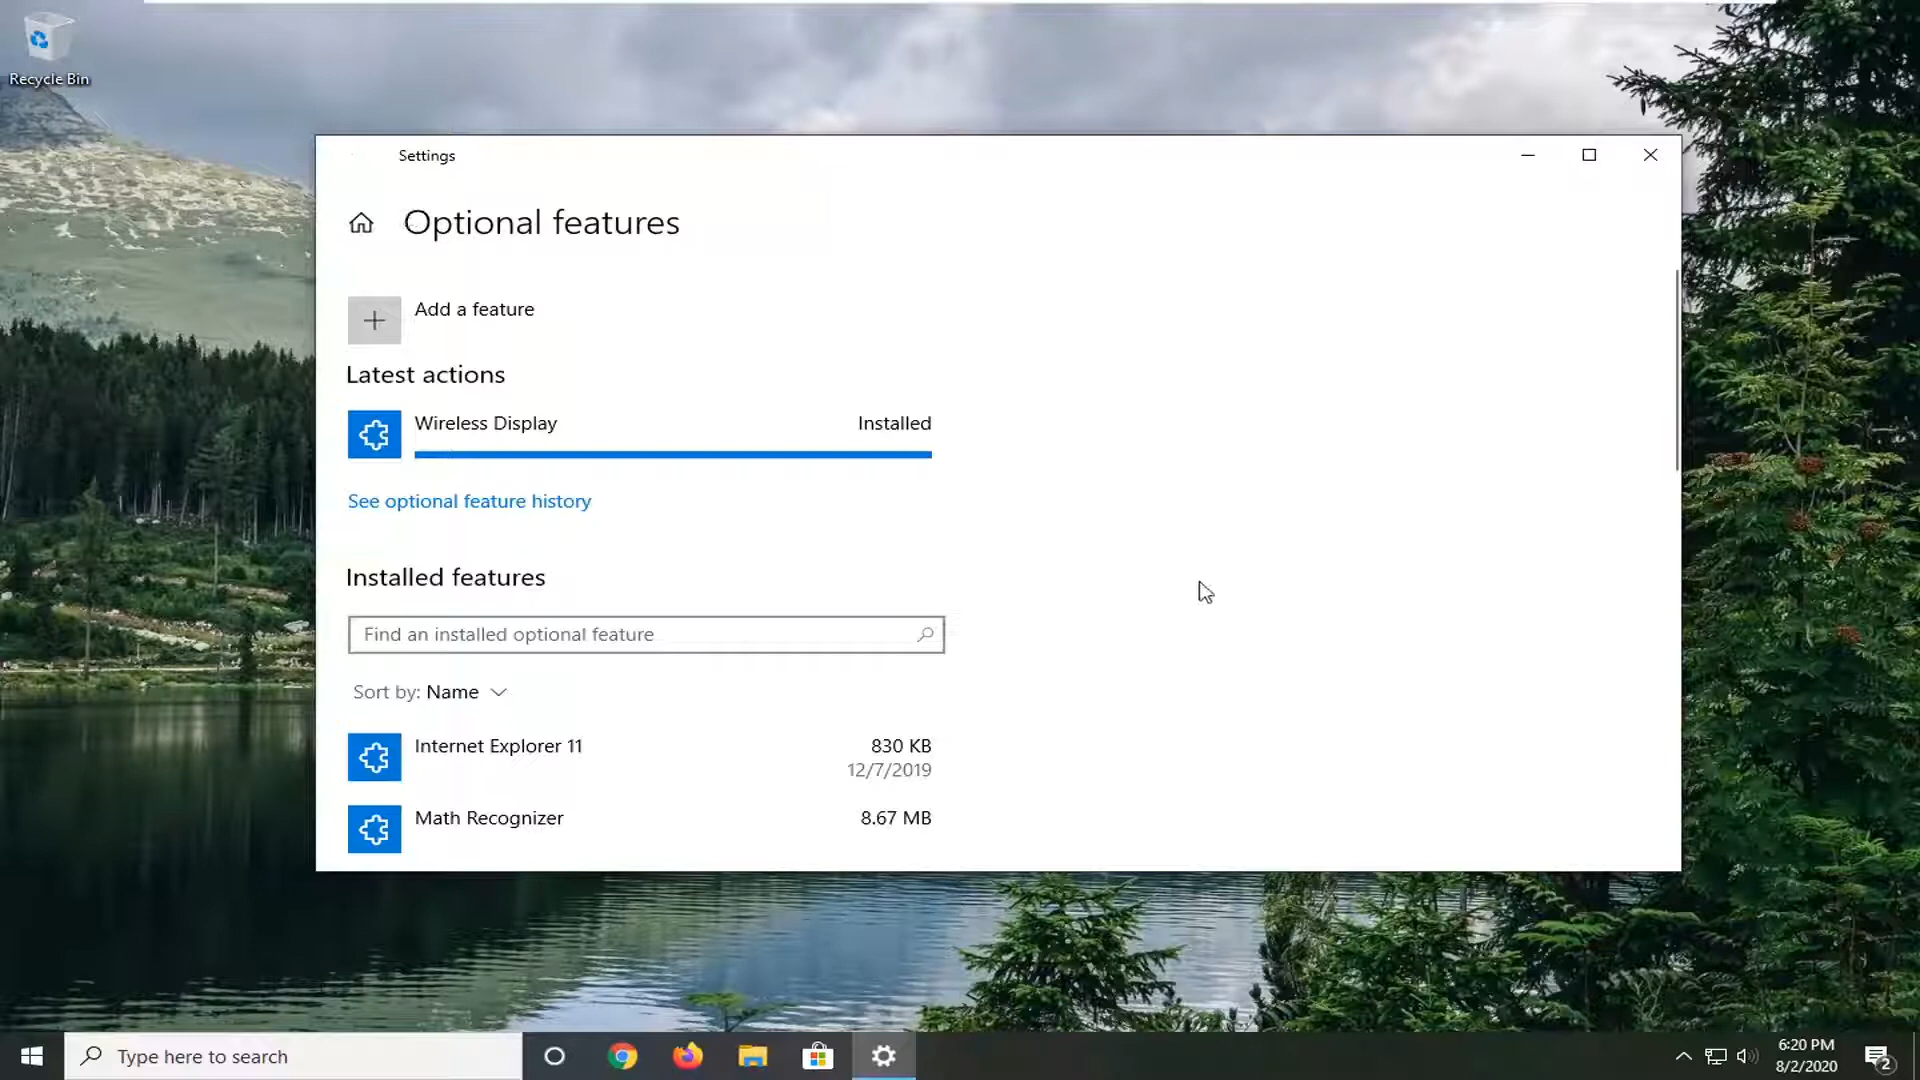 Recycle Bin
Settings
Optional features
Add a feature
Latest actions
Wireless Display
Installed
See optional feature history
Installed features
Find an installed optional feature
Sort by: Name
Internet Explorer 11
830 KB
12/7/2019
Math Recognizer
8.67 MB
Type here to search
6:20 PM
8/2/2020
2